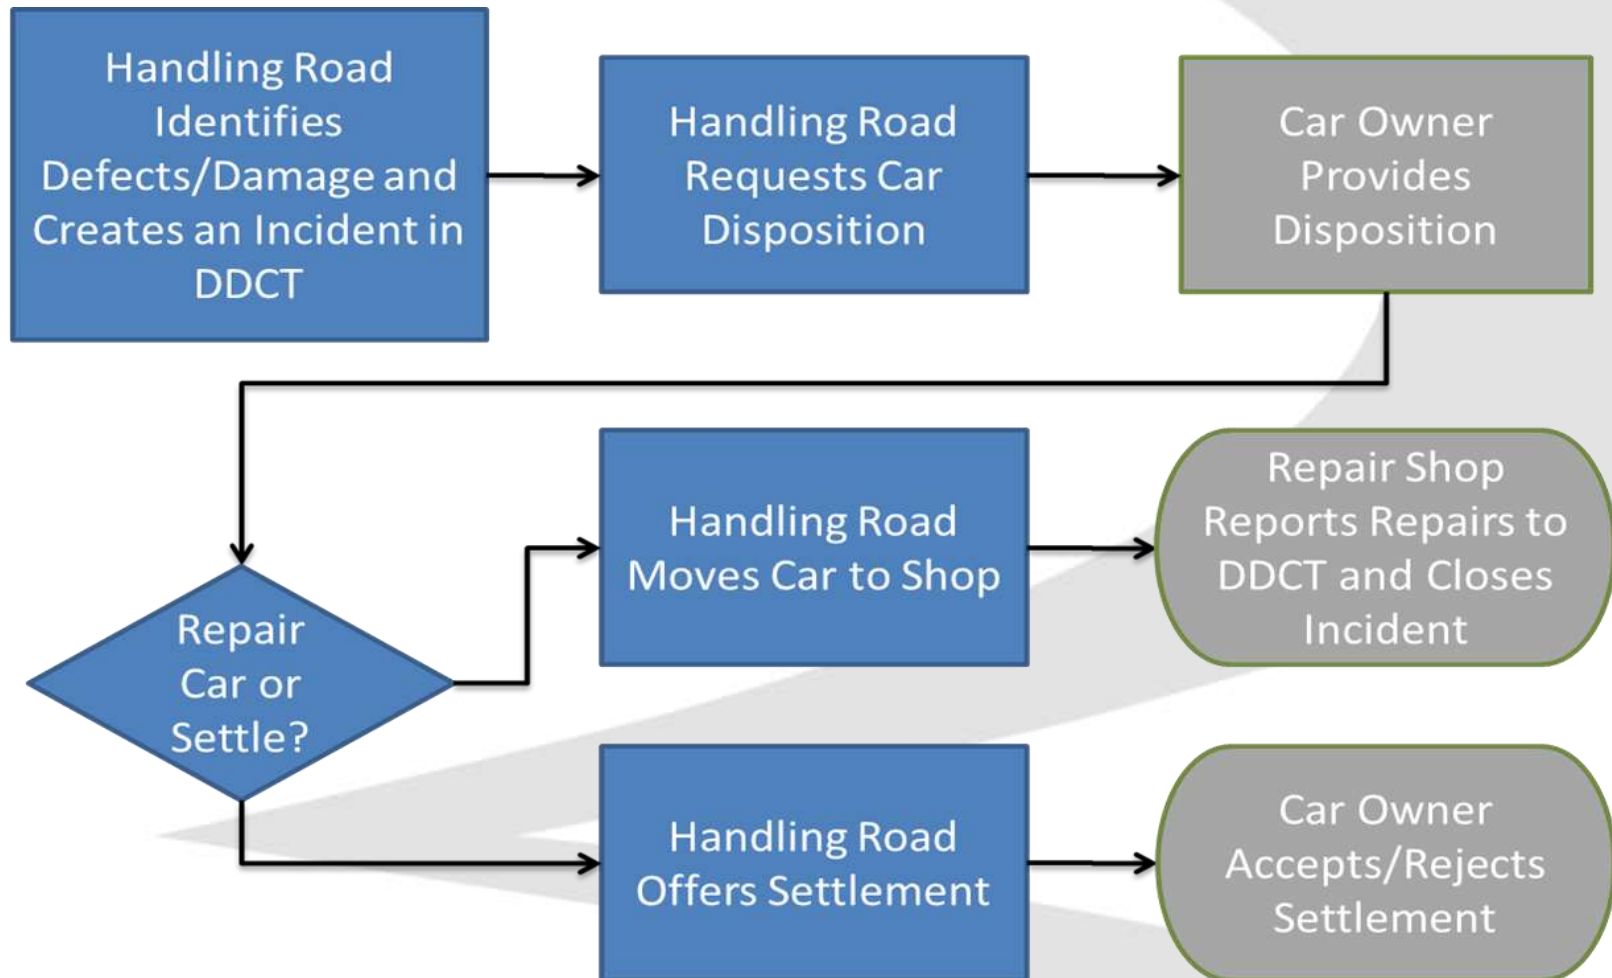 Handling Road
Identifies
Defects/Damage and
Creates an Incident in
DDCT
Handling Road
Requests Car
Disposition
Car Owner
Provides
Disposition
Repair
Car or
Settle?
Handling Road
Moves Car to Shop
Repair Shop
Reports Repairs to
DDCT and Closes
Incident
Handling Road
Offers Settlement
Car Owner
Accepts/Rejects
Settlement